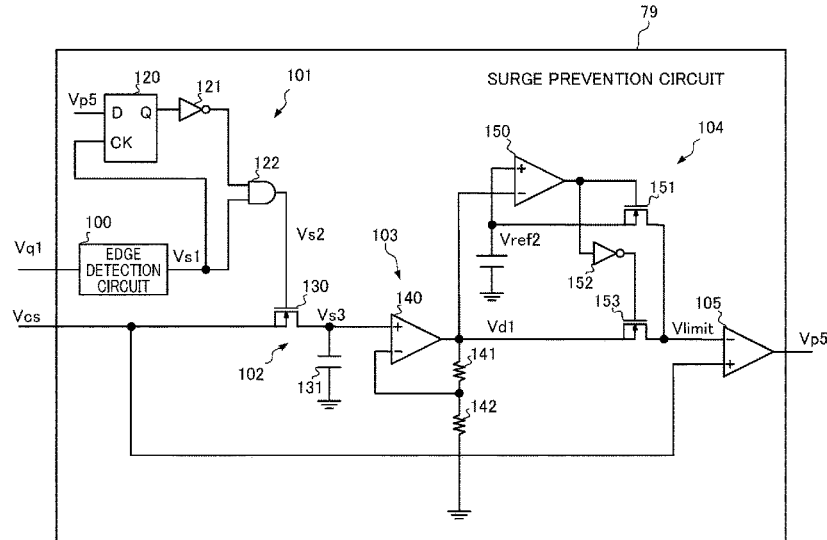 79
SURGE PREVENTION CIRCUIT
120
121
101
Vp5
D
Q
CK
122
150
104
+
−
151
100
Vq1
EDGE
DETECTION
CIRCUIT
Vs1
Vs2
103
Vref2
152
130
140
153
105
Vcs
Vs3
+
−
Vd1
Vlimit
−
+
Vp5
102
131
141
142